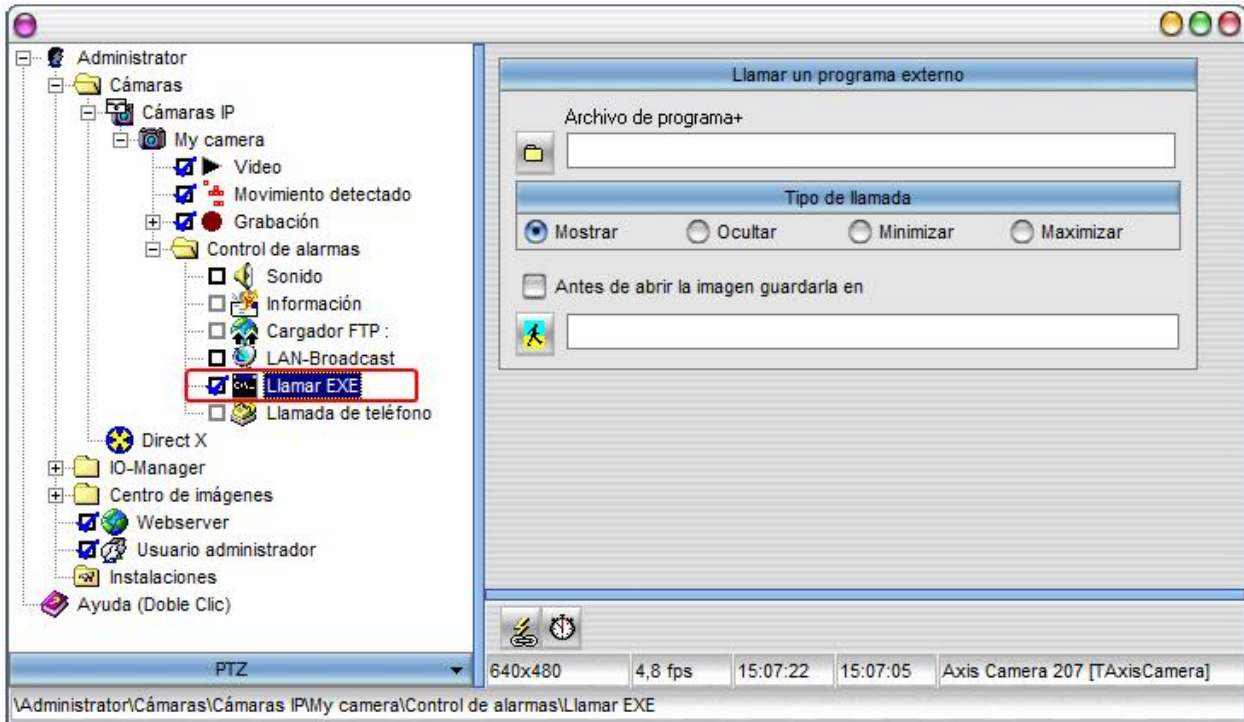 Administrator
Cámaras
Cámaras IP
My camera
Video
Movimiento detectado
Grabación
Control de alarmas
Sonido
Información
Cargador FTP :
LAN-Broadcast
Llamar EXE
Llamada de teléfono
Direct X
IO-Manager
Centro de imágenes
Webserver
Usuario administrador
Instalaciones
Ayuda (Doble Clic)
PTZ
Llamar un programa externo
Archivo de programa+
Tipo de llamada
Mostrar Ocultar Minimizar Maximizar
Antes de abrir la imagen guardarla en
640x480 4,8 fps 15:07:22 15:07:05 Axis Camera 207 [TAxisCamera]
\Administrator\Cámaras\Cámaras IP\My camera\Control de alarmas\Llamar EXE